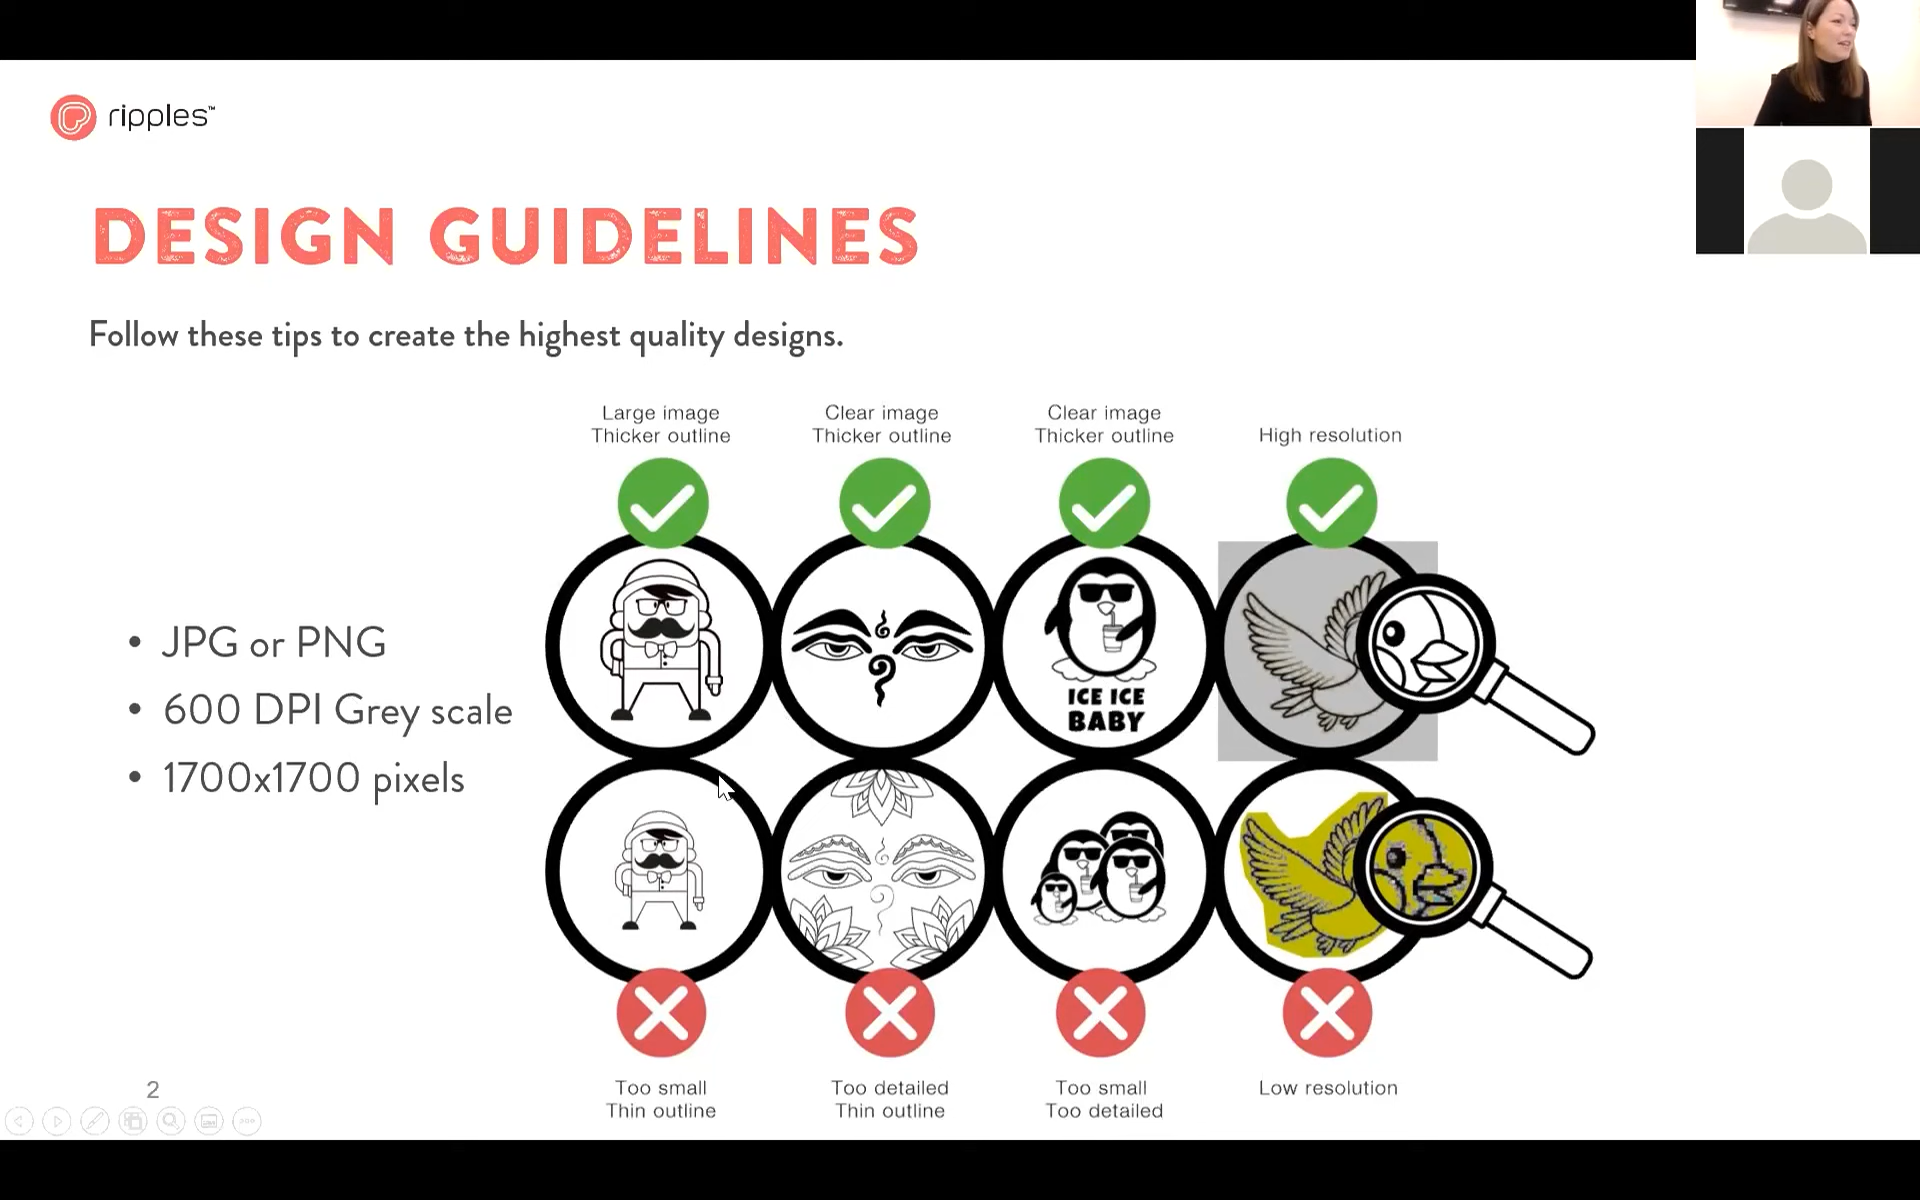 ripples™
DESIGN GUIDELINES
Follow these tips to create the highest quality designs.
• JPG or PNG
• 600 DPI Grey scale
• 1700x1700 pixels
Large image
Thicker outline
Clear image
Thicker outline
Clear image
Thicker outline
High resolution
ICE ICE
BABY
Too small
Thin outline
Too detailed
Thin outline
Too small
Too detailed
Low resolution
2